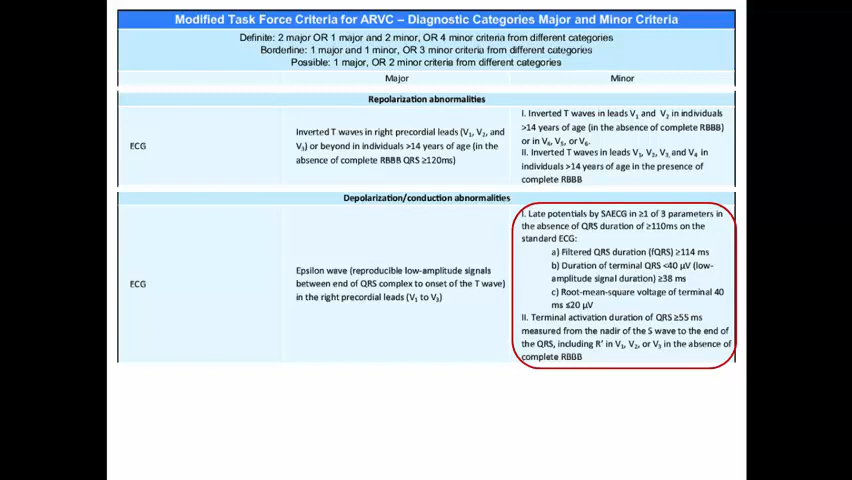 Modified Task Force Criteria for ARVC – Diagnostic Categories Major and Minor Criteria
Definite: 2 major OR 1 major and 2 minor, OR 4 minor criteria from different categories
Borderline: 1 major and 1 minor, OR 3 minor criteria from different categories
Possible: 1 major, OR 2 minor criteria from different categories
Major Minor
Repolarization abnormalities
ECG
Inverted T waves in right precordial leads (V1, V2, and
V3) or beyond in individuals >14 years of age (in the
absence of complete RBBB QRS ≥120ms)
I. Inverted T waves in leads V1 and V2 in individuals
>14 years of age (in the absence of complete RBBB)
or in V4, V5, or V6.
II. Inverted T waves in leads V1, V2, V3, and V4 in
individuals >14 years of age in the presence of
complete RBBB
Depolarization/conduction abnormalities
ECG
Epsilon wave (reproducible low-amplitude signals
between end of QRS complex to onset of the T wave)
in the right precordial leads (V1 to V3)
I. Late potentials by SAECG in ≥1 of 3 parameters in
the absence of QRS duration of ≥110ms on the
standard ECG:
a) Filtered QRS duration (fQRS) ≥114 ms
b) Duration of terminal QRS <40 µV (low-
amplitude signal duration) ≥38 ms
c) Root-mean-square voltage of terminal 40
ms ≤20 µV
II. Terminal activation duration of QRS ≥55 ms
measured from the nadir of the S wave to the end of
the QRS, including R' in V1, V2, or V3 in the absence of
complete RBBB